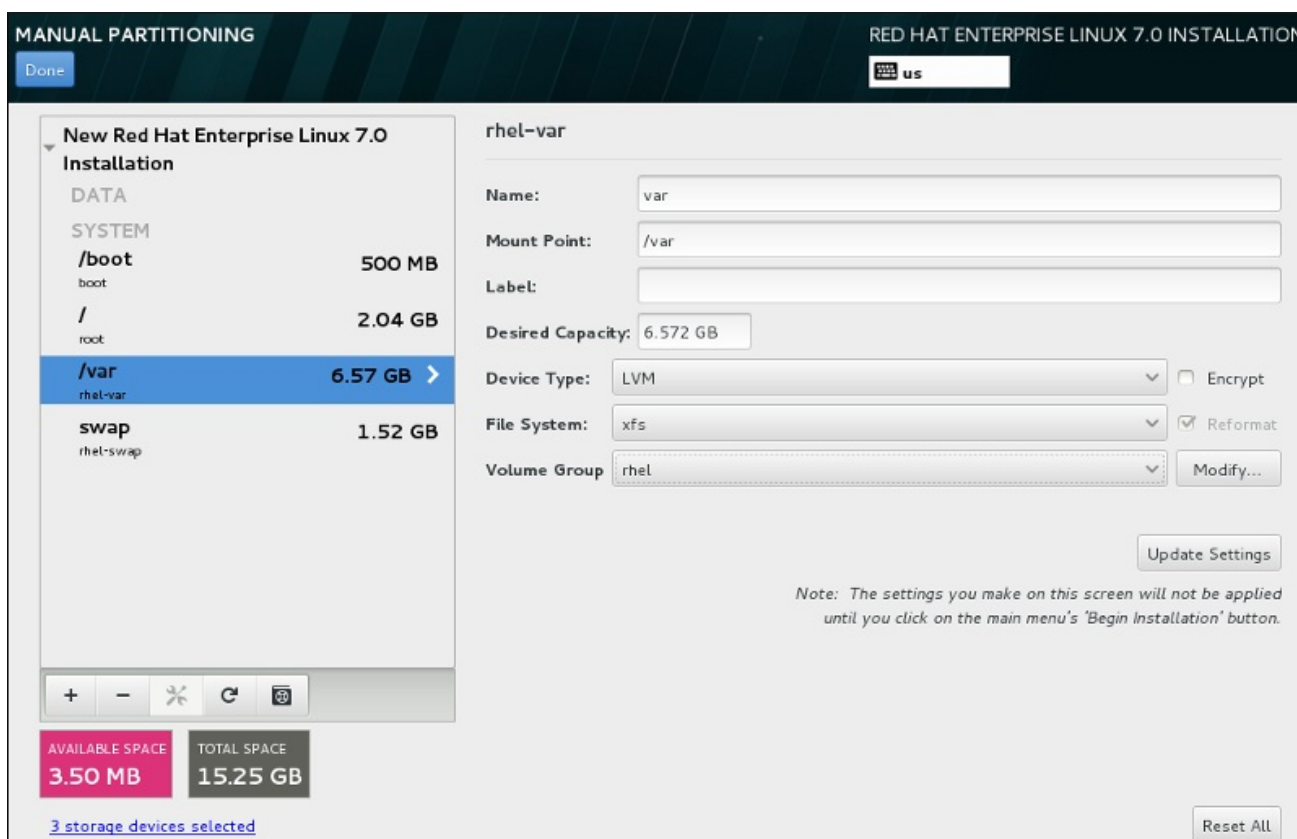 MANUAL PARTITIONING
RED HAT ENTERPRISE LINUX 7.0 INSTALLATION
Done
us
New Red Hat Enterprise Linux 7.0
Installation
DATA
SYSTEM
/boot
500 MB
boot
/
2.04 GB
root
/var
6.57 GB
rhel-var
swap
1.52 GB
rhel-swap
+ −
AVAILABLE SPACE
3.50 MB
TOTAL SPACE
15.25 GB
3 storage devices selected
rhel-var
Name: var
Mount Point: /var
Label:
Desired Capacity: 6.572 GB
Device Type: LVM
Encrypt
File System: xfs
Reformat
Volume Group rhel
Modify...
Update Settings
Note: The settings you make on this screen will not be applied
until you click on the main menu's 'Begin Installation' button.
Reset All